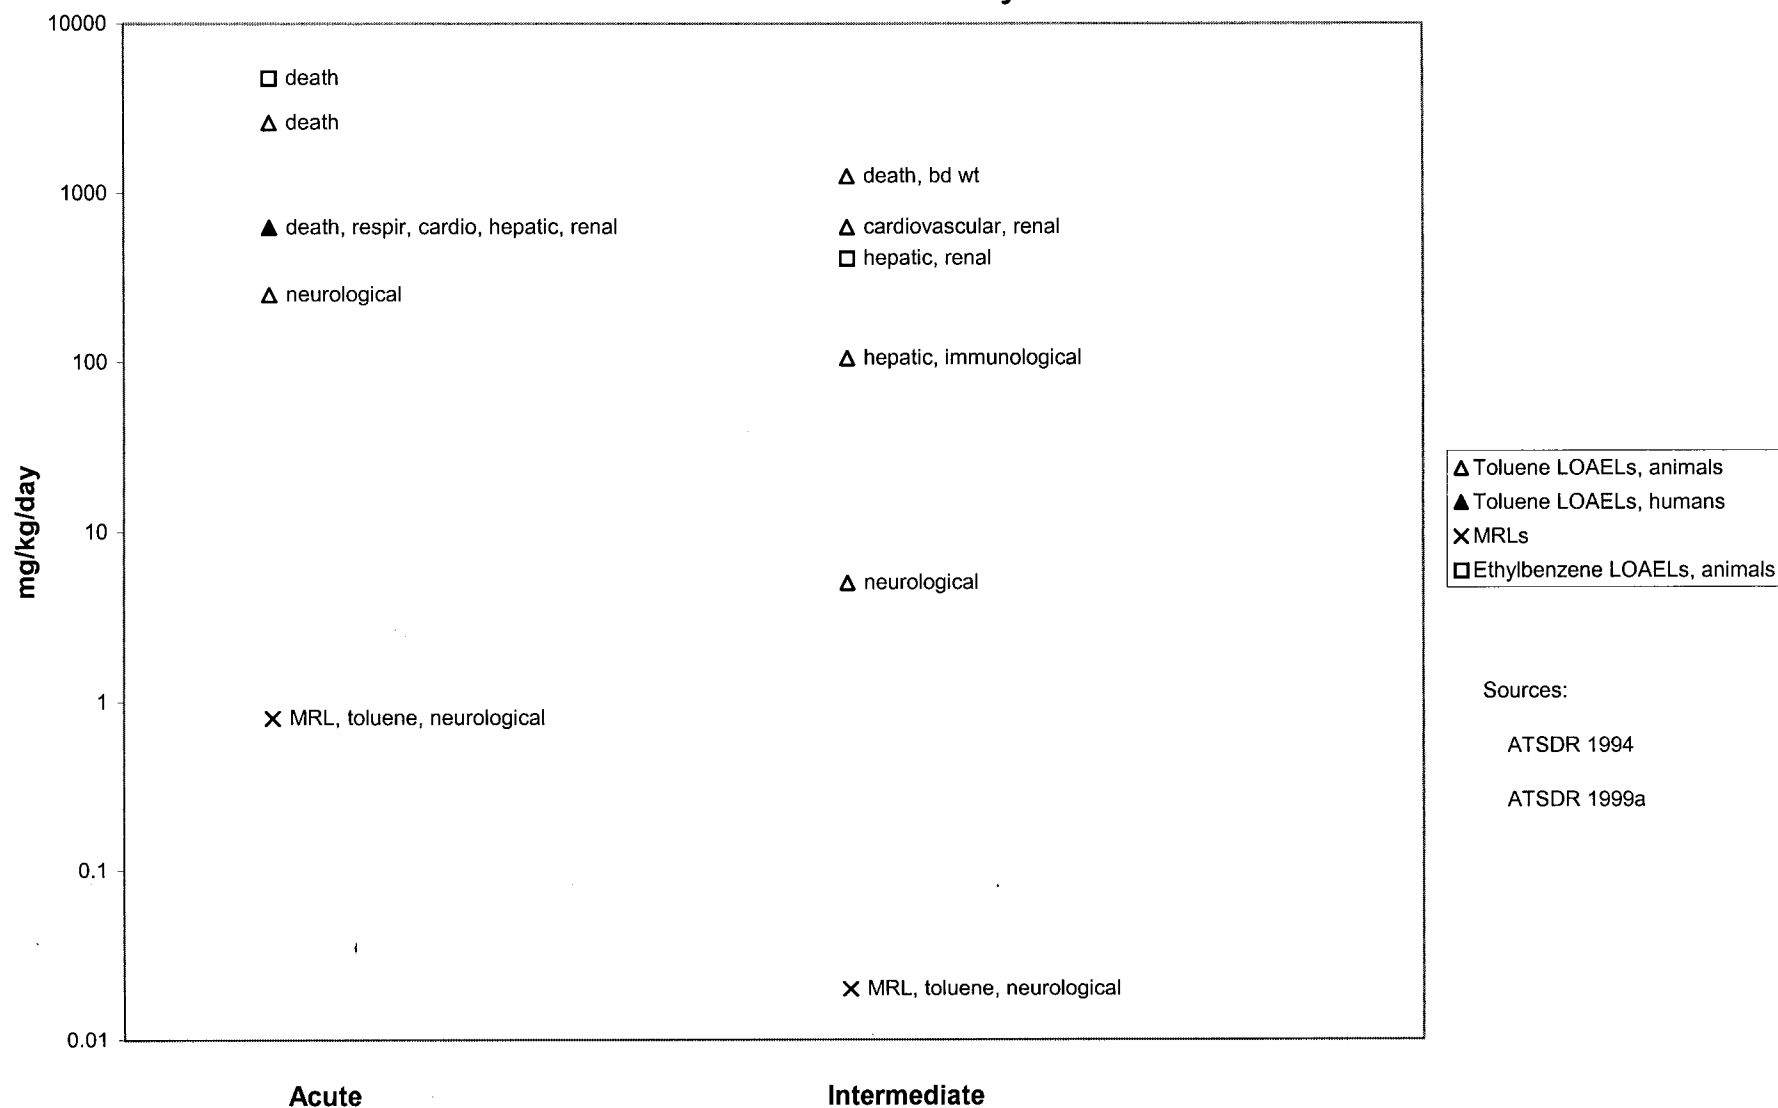 10000
death
death
1000
death, bd wt
death, respir, cardio, hepatic, renal
cardiovascular, renal
hepatic, renal
neurological
100
hepatic, immunological
mg/kg/day
Toluene LOAELs, animals
Toluene LOAELs, humans
MRLs
Ethylbenzene LOAELs, animals
10
neurological
1
MRL, toluene, neurological
Sources:
ATSDR 1994
ATSDR 1999a
0.1
MRL, toluene, neurological
0.01
Acute
Intermediate